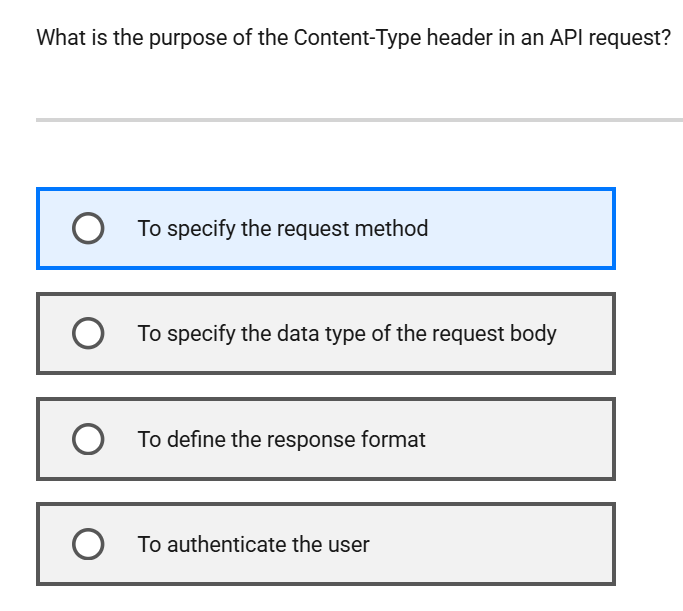 What is the purpose of the Content-Type header in an API request?
To specify the request method
To specify the data type of the request body
To define the response format
To authenticate the user